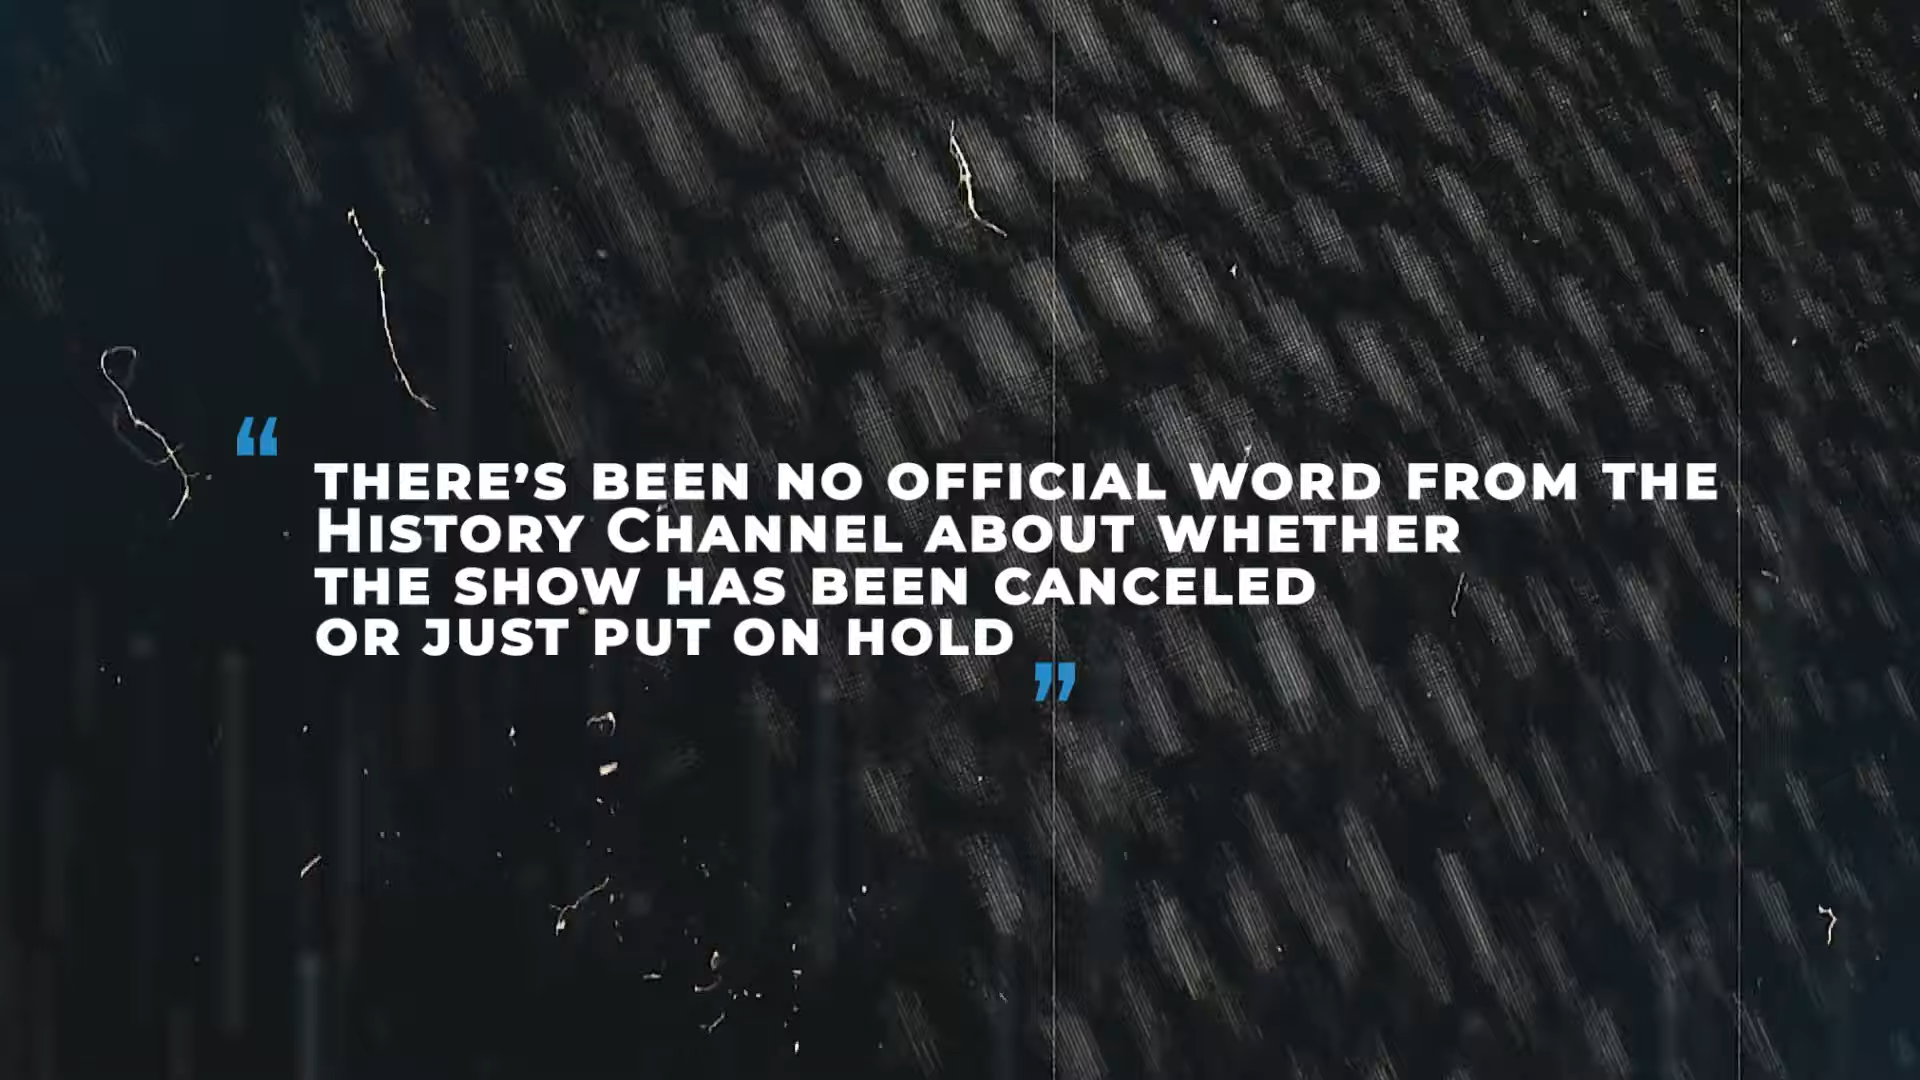 “THERE’S BEEN NO OFFICIAL WORD FROM THE
HISTORY CHANNEL ABOUT WHETHER
THE SHOW HAS BEEN CANCELED
OR JUST PUT ON HOLD”